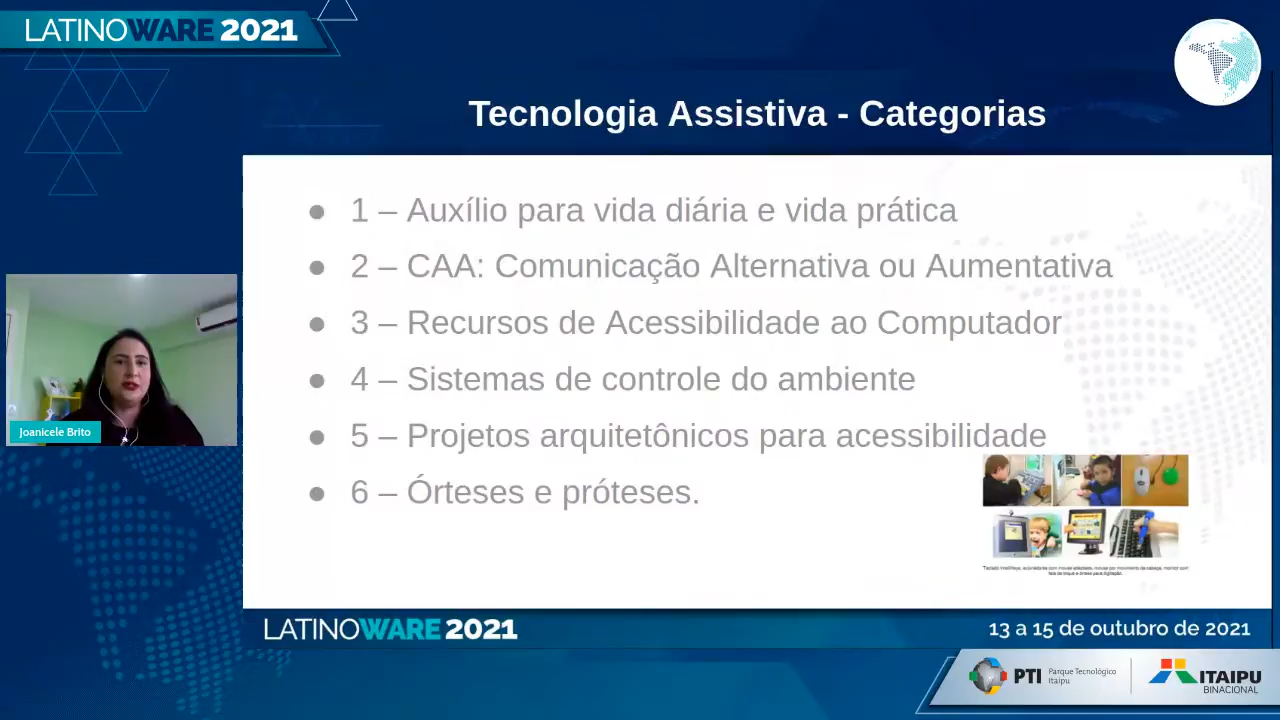 LATINOWARE 2021
Tecnologia Assistiva - Categorias
● 1 – Auxílio para vida diária e vida prática
● 2 – CAA: Comunicação Alternativa ou Aumentativa
● 3 – Recursos de Acessibilidade ao Computador
● 4 – Sistemas de controle do ambiente
● 5 – Projetos arquitetônicos para acessibilidade
● 6 – Órteses e próteses.
Joanicele Brito
LATINOWARE 2021
13 a 15 de outubro de 2021
PTI
Parque Tecnológico
Itaipu
ITAIPU
BINACIONAL